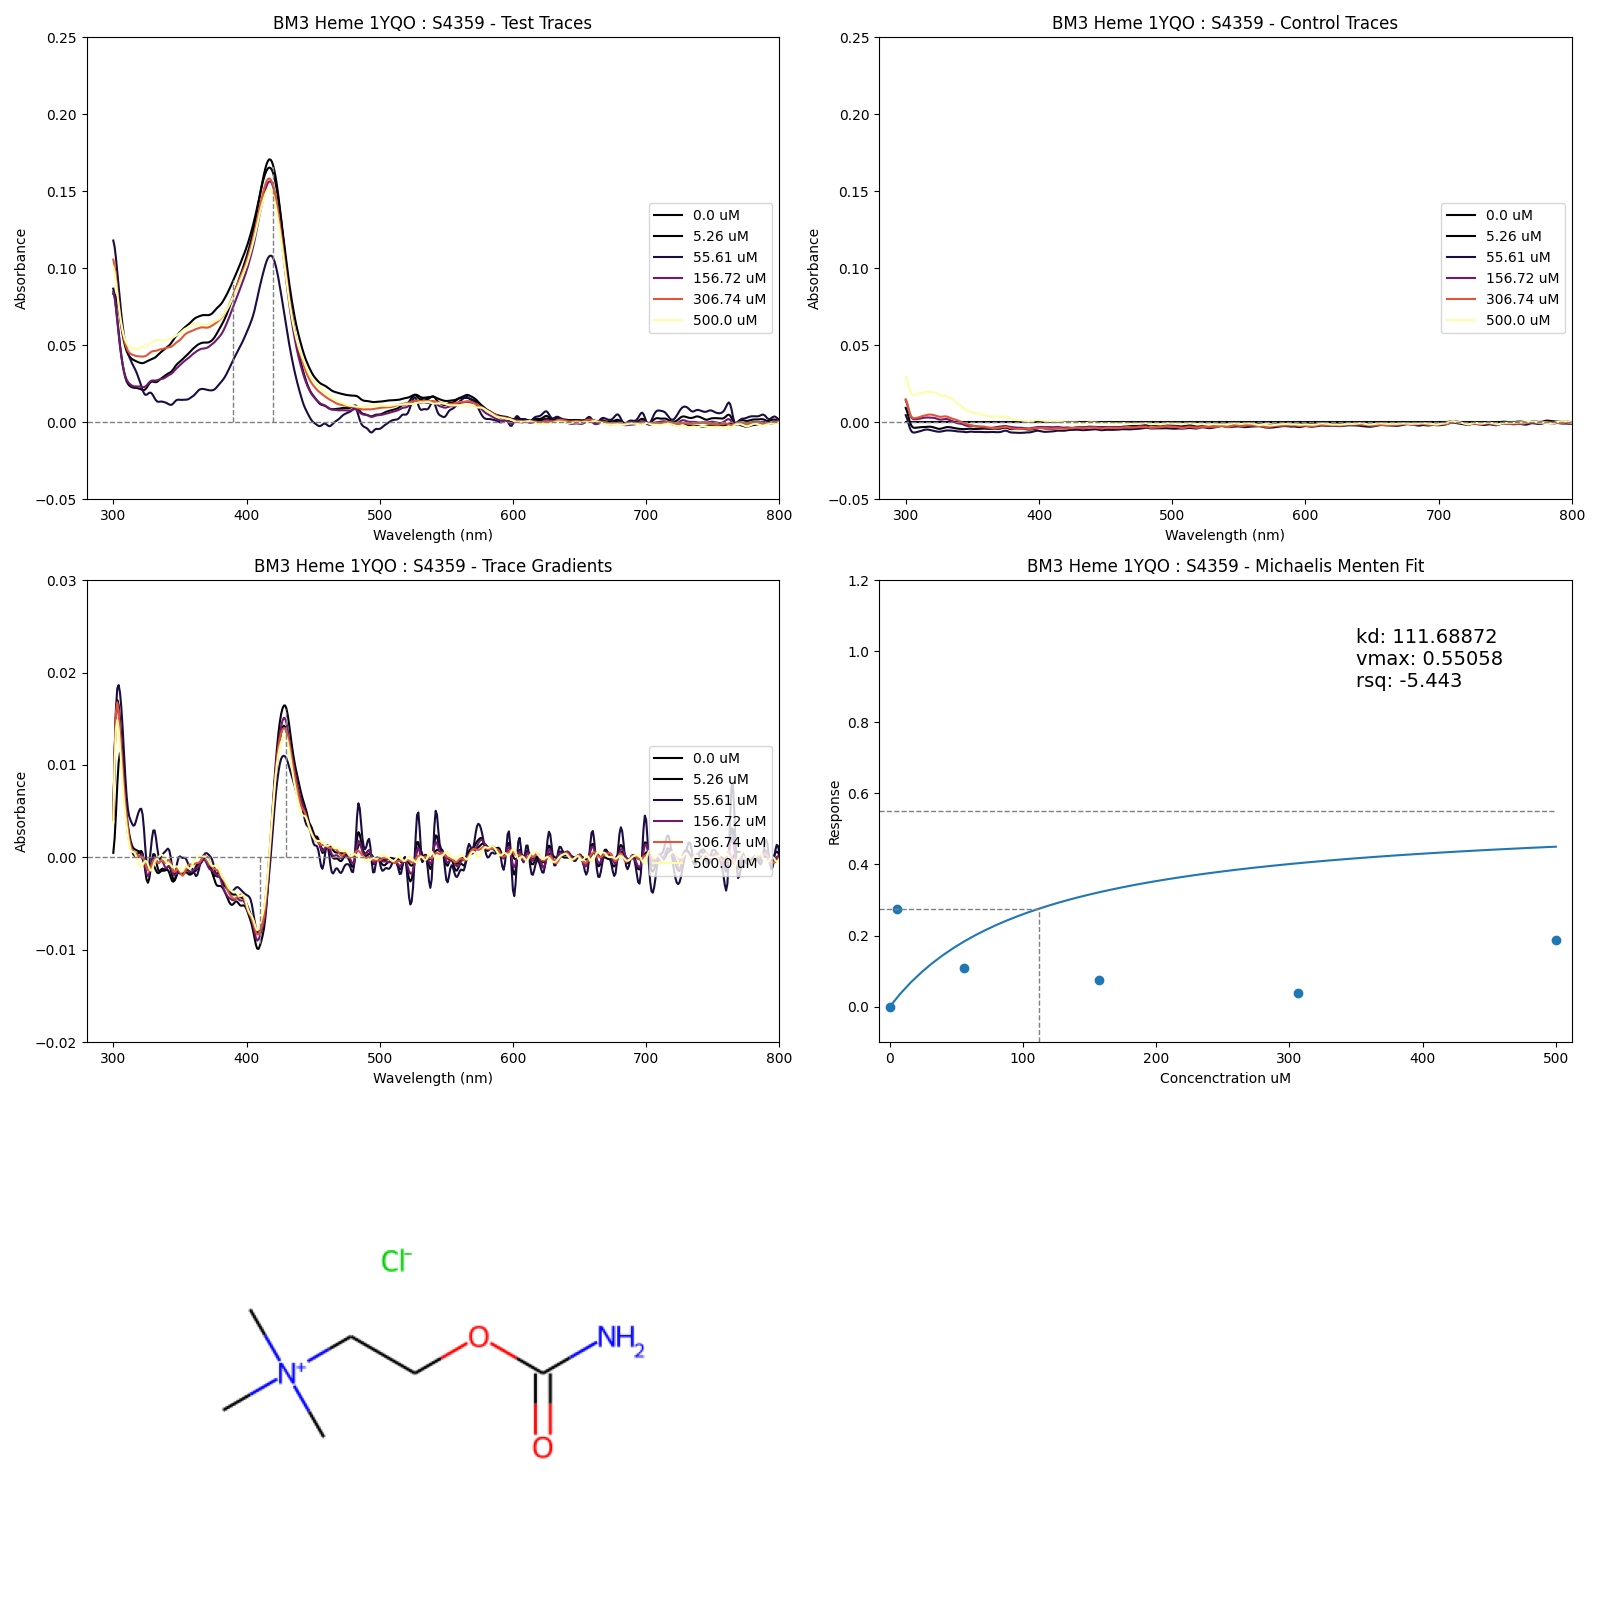 BM3 Heme 1YQO : S4359 - Test Traces
0.25
0.20
0.15
0.10
0.05
0.00
−0.05
Absorbance
300 400 500 600 700 800
Wavelength (nm)
0.0 uM
5.26 uM
55.61 uM
156.72 uM
306.74 uM
500.0 uM
BM3 Heme 1YQO : S4359 - Control Traces
0.25
0.20
0.15
0.10
0.05
0.00
−0.05
Absorbance
300 400 500 600 700 800
Wavelength (nm)
0.0 uM
5.26 uM
55.61 uM
156.72 uM
306.74 uM
500.0 uM
BM3 Heme 1YQO : S4359 - Trace Gradients
0.03
0.02
0.01
0.00
−0.01
−0.02
Absorbance
300 400 500 600 700 800
Wavelength (nm)
0.0 uM
5.26 uM
55.61 uM
156.72 uM
306.74 uM
500.0 uM
BM3 Heme 1YQO : S4359 - Michaelis Menten Fit
1.2
1.0
0.8
0.6
0.4
0.2
0.0
Response
kd: 111.68872
vmax: 0.55058
rsq: -5.443
0 100 200 300 400 500
Concenctration uM
Cl⁻
N⁺
O
NH₂
O